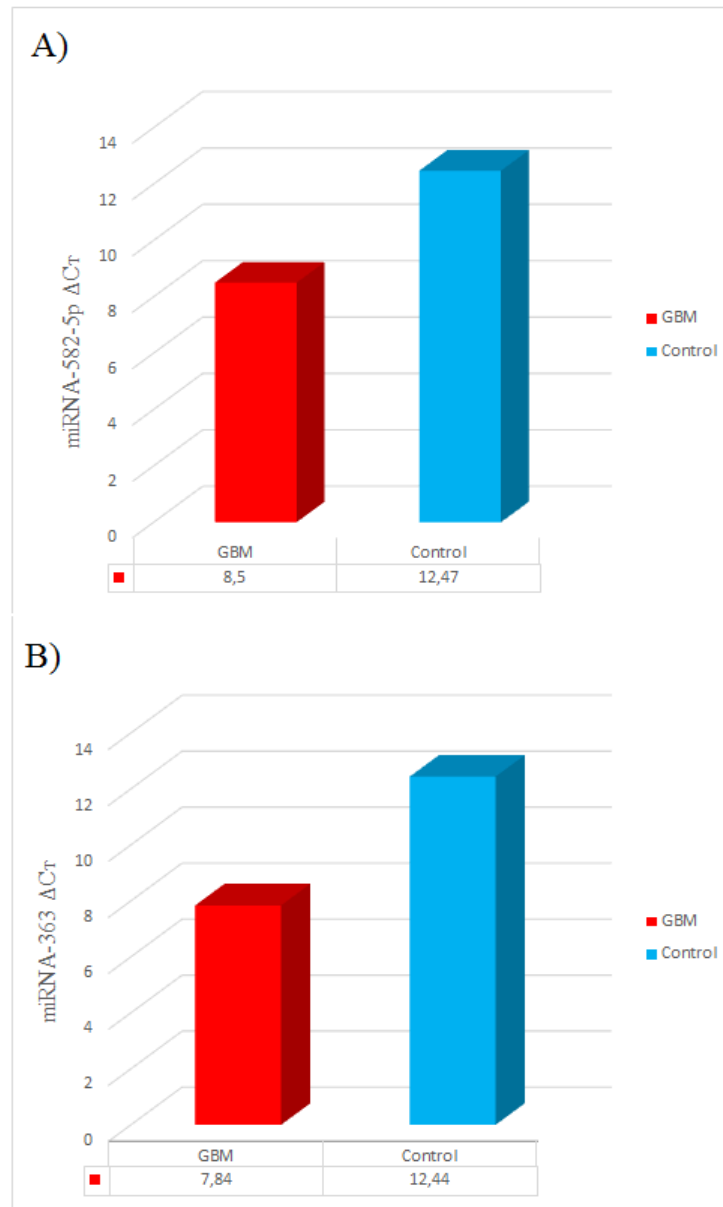 A)
14
12
10
8
6
4
2
0
miRNA-582-5p ΔCT
GBM
Control
GBM Control
8,5 12,47
B)
14
12
10
8
6
4
2
0
miRNA-363 ΔCT
GBM
Control
GBM Control
7,84 12,44